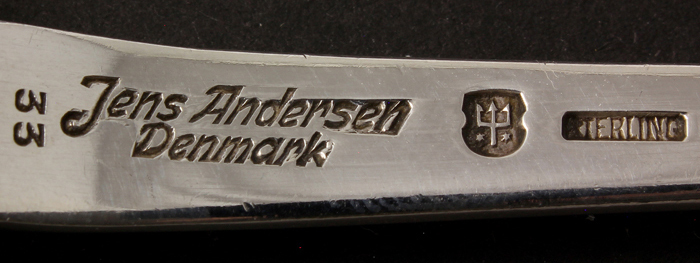 33
Jens Andersen
Denmark
STERLING